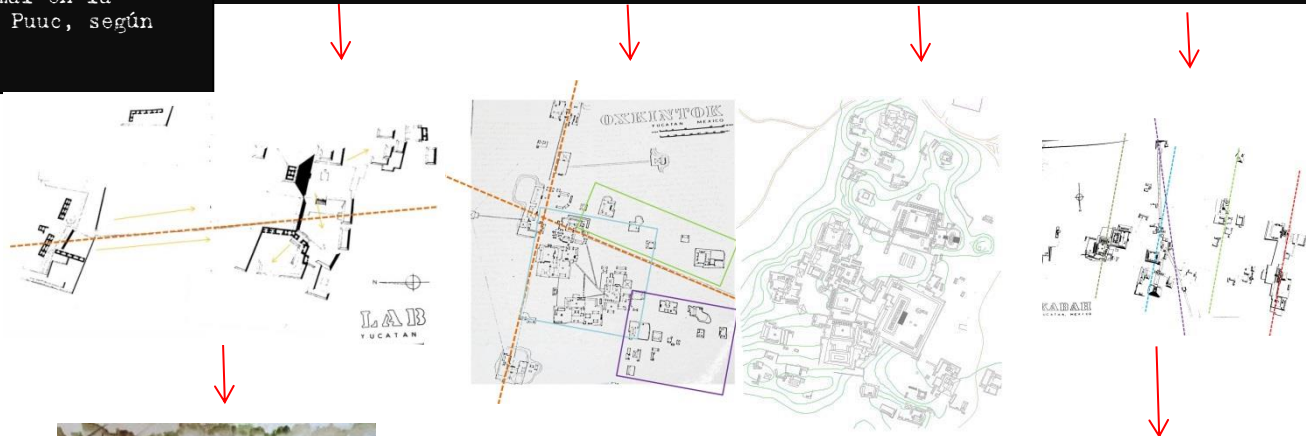 Puuc, según
OXKINTOK
YUCATAN MEXICO
N
LAB
YUCATAN
KABAH
YUCATAN, MEXICO